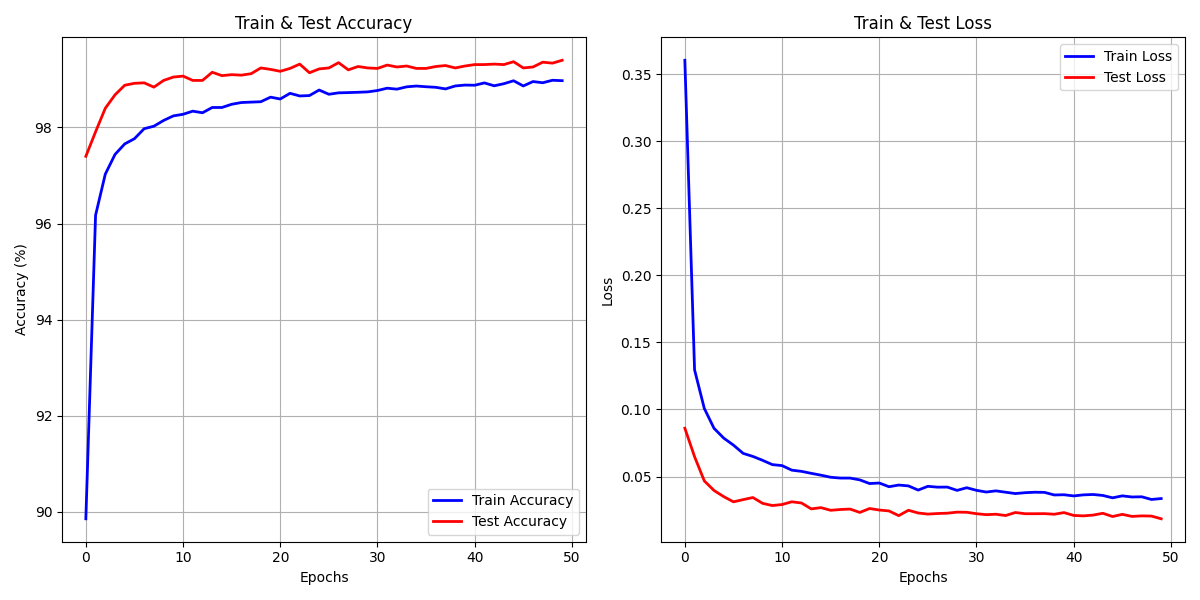 Train & Test Accuracy
Accuracy (%)
98
96
94
92
90
0 10 20 30 40 50
Epochs
Train Accuracy
Test Accuracy
Train & Test Loss
Loss
0.35
0.30
0.25
0.20
0.15
0.10
0.05
0 10 20 30 40 50
Epochs
Train Loss
Test Loss